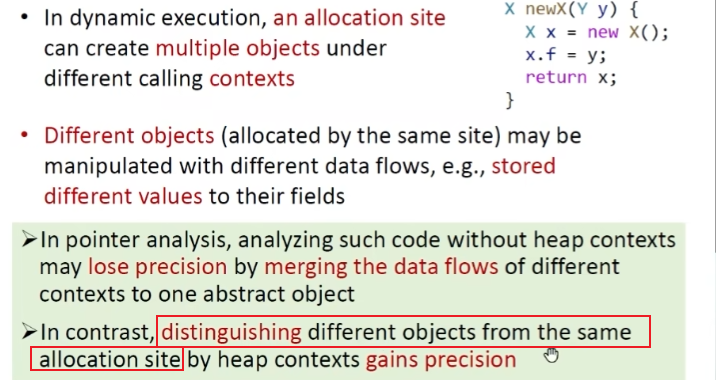 • In dynamic execution, an allocation site
can create multiple objects under
different calling contexts
X newX(Y y) {
X x = new X();
x.f = y;
return x;
}
• Different objects (allocated by the same site) may be
manipulated with different data flows, e.g., stored
different values to their fields
➢In pointer analysis, analyzing such code without heap contexts
may lose precision by merging the data flows of different
contexts to one abstract object
➢In contrast, distinguishing different objects from the same
allocation site by heap contexts gains precision